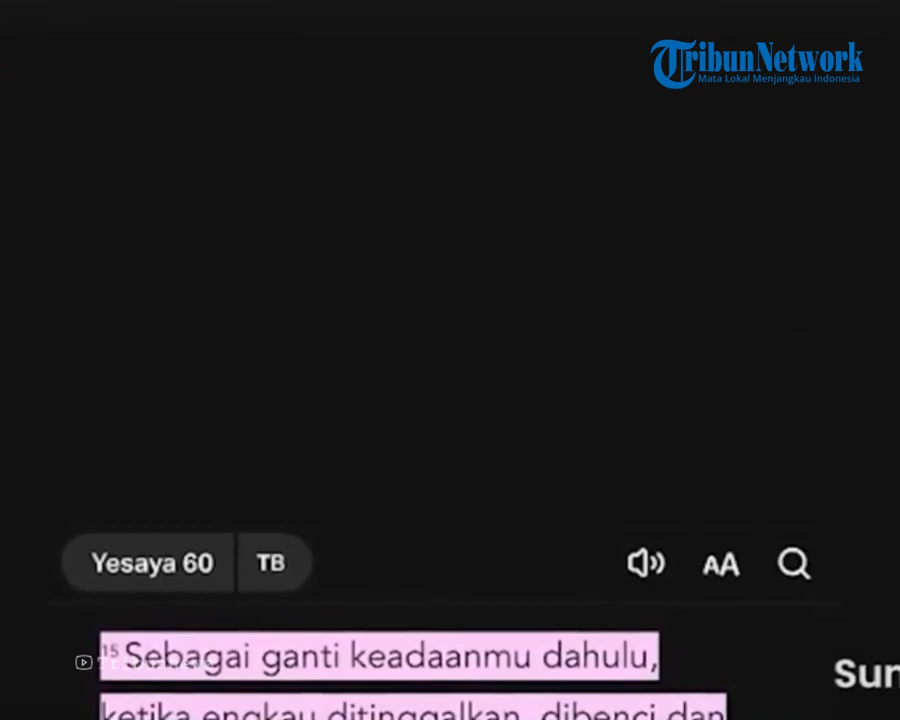 TribunNetwork
Mata Lokal Menjangkau Indonesia
Yesaya 60 TB
AA
15 Sebagai ganti keadaanmu dahulu,
ketika engkau ditinggalkan, dibenci dan